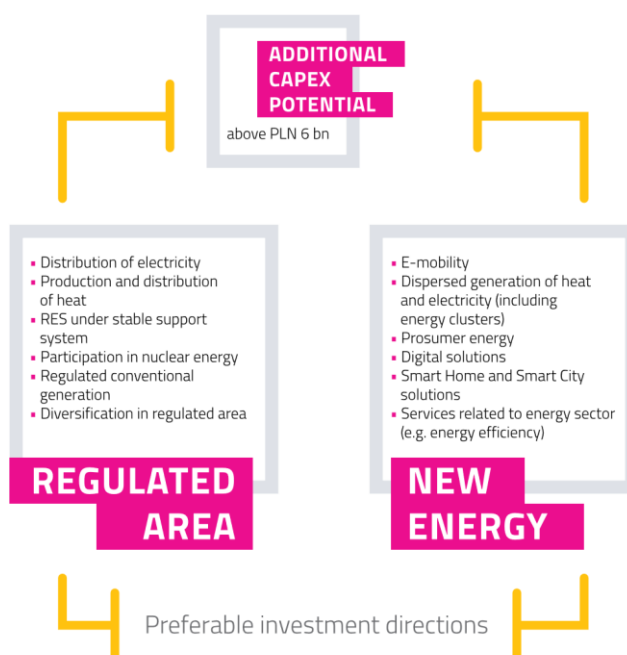 ADDITIONAL
CAPEX
POTENTIAL
above PLN 6 bn
▪ Distribution of electricity
▪ Production and distribution
of heat
▪ RES under stable support
system
▪ Participation in nuclear energy
▪ Regulated conventional
generation
▪ Diversification in regulated area
REGULATED
AREA
▪ E-mobility
▪ Dispersed generation of heat
and electricity (including
energy clusters)
▪ Prosumer energy
▪ Digital solutions
▪ Smart Home and Smart City
solutions
▪ Services related to energy sector
(e.g. energy efficiency)
NEW
ENERGY
Preferable investment directions